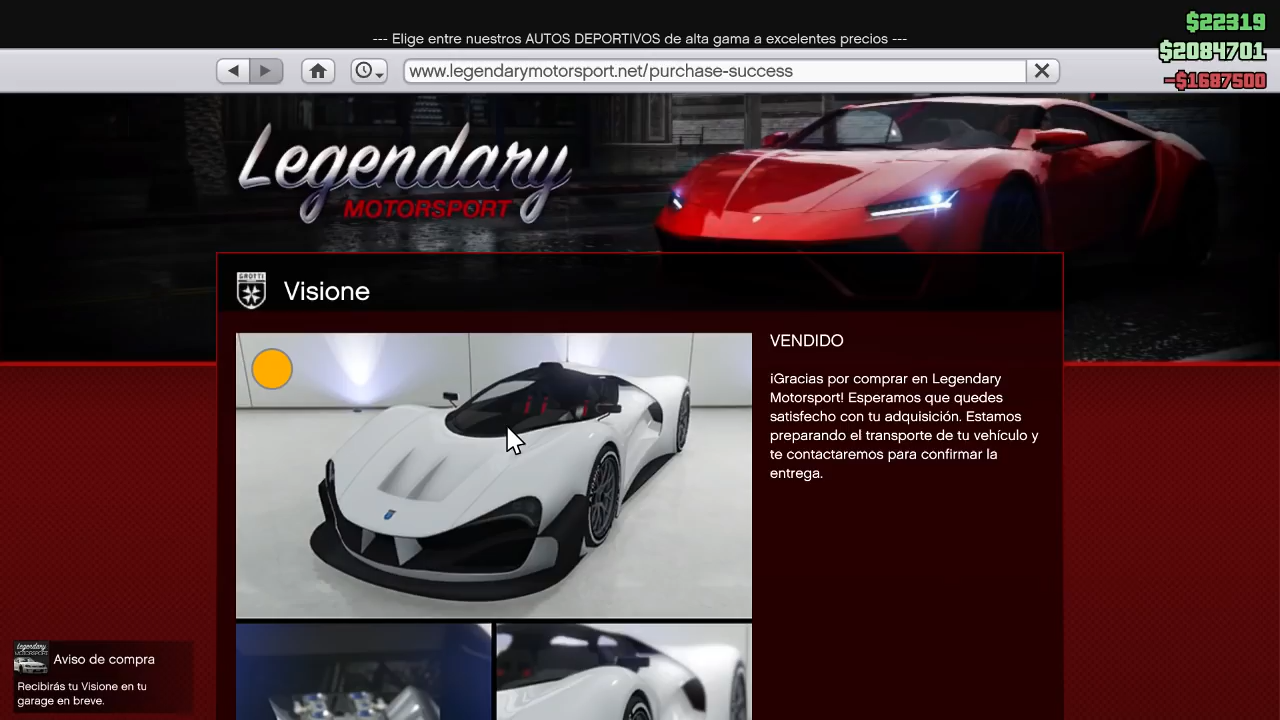 --- Elige entre nuestros AUTOS DEPORTIVOS de alta gama a excelentes precios ---
$22319
$2084701
-$1687500
www.legendarymotorsport.net/purchase-success
Legendary
MOTORSPORT
GROTTI
Visione
VENDIDO
¡Gracias por comprar en Legendary
Motorsport! Esperamos que quedes
satisfecho con tu adquisición. Estamos
preparando el transporte de tu vehículo y
te contactaremos para confirmar la
entrega.
Legendary
MOTORSPORT
Aviso de compra
Recibirás tu Visione en tu
garage en breve.